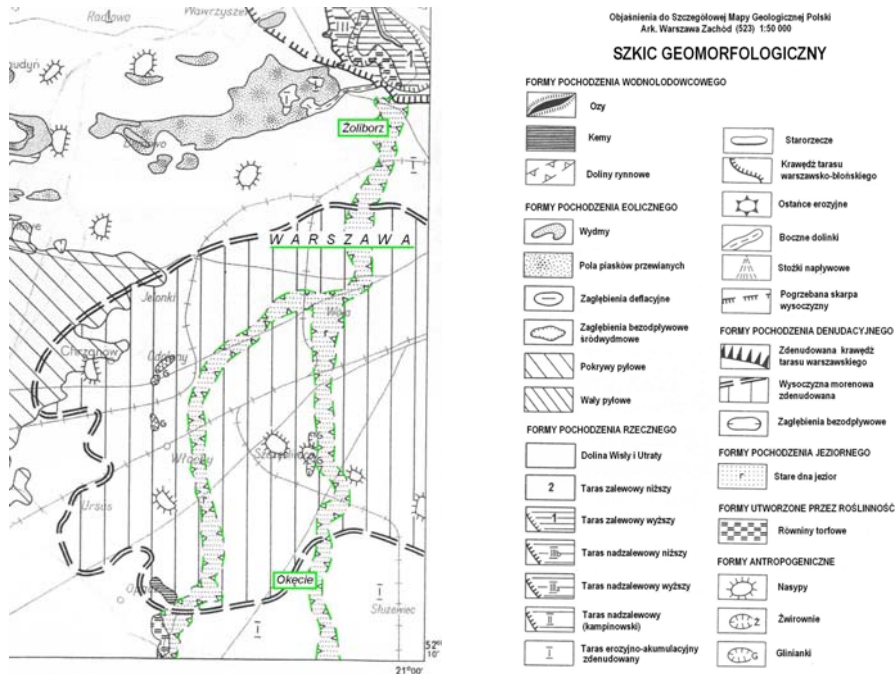 Radiowo
Wawrzyszew
III
1
Żoliborz
I
WARSZAWA
Jelonki
Wola
Chrzanów
Odolany
r
G
G
G
Włochy
Szczęśliwice
Ursus
Okęcie
I
Służewiec
I
52°
10'
21°00'
Objaśnienia do Szczegółowej Mapy Geologicznej Polski
Ark. Warszawa Zachód (523) 1:50 000
SZKIC GEOMORFOLOGICZNY
FORMY POCHODZENIA WODNOLODOWCOWEGO
Ozy
Kemy
Doliny rynnowe
FORMY POCHODZENIA EOLICZNEGO
Wydmy
Pola piasków przewianych
Zagłębienia deflacyjne
Zagłębienia bezodpływowe
śródwydmowe
Pokrywy pyłowe
Wały pyłowe
FORMY POCHODZENIA RZECZNEGO
Dolina Wisły i Utraty
2
Taras zalewowy niższy
1
Taras zalewowy wyższy
Taras nadzalewowy niższy
Taras nadzalewowy wyższy
II
Taras nadzalewowy
(kampinowski)
I
Taras erozyjno-akumulacyjny
zdenudowany
Starorzecze
Krawędź tarasu
warszawsko-błońskiego
Ostańce erozyjne
Boczne dolinki
Stożki napływowe
Pogrzebana skarpa
wysoczyzny
FORMY POCHODZENIA DENUDACYJNEGO
Zdenudowana krawędź
tarasu warszawskiego
Wysoczyzna morenowa
zdenudowana
Zagłębienia bezodpływowe
FORMY POCHODZENIA JEZIORNEGO
r
Stare dna jezior
FORMY UTWORZONE PRZEZ ROŚLINNOŚĆ
Równiny torfowe
FORMY ANTROPOGENICZNE
Nasypy
Ż
Żwirownie
G
Glinianki